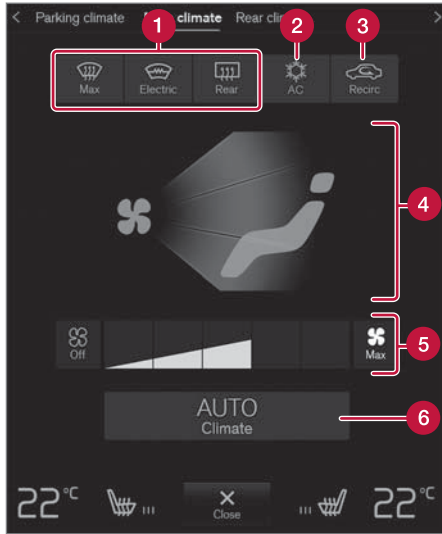 Parking climate climate Rear
1 2 3
Max Electric Rear AC Recirc
4
Off Max 5
AUTO 6
Climate
22°C 22°C
Close